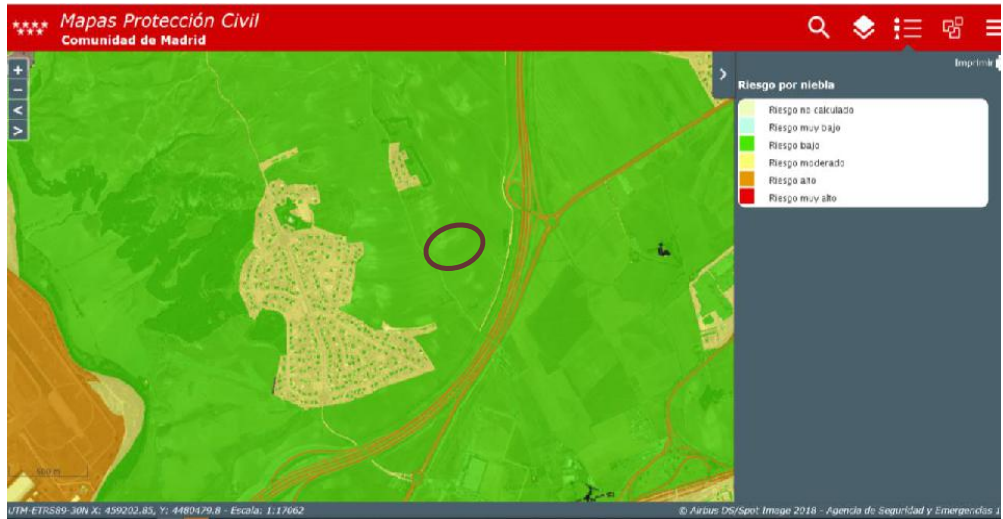 Mapas Protección Civil
Comunidad de Madrid
Imprimir
Riesgo por niebla
Riesgo no calculado
Riesgo muy bajo
Riesgo bajo
Riesgo moderado
Riesgo alto
Riesgo muy alto
500 m
UTM-ETRS89-30N X: 459202.85, Y: 4480479.8 - Escala: 1:17062
© Airbus DS/Spot Image 2018 - Agencia de Seguridad y Emergencias 1